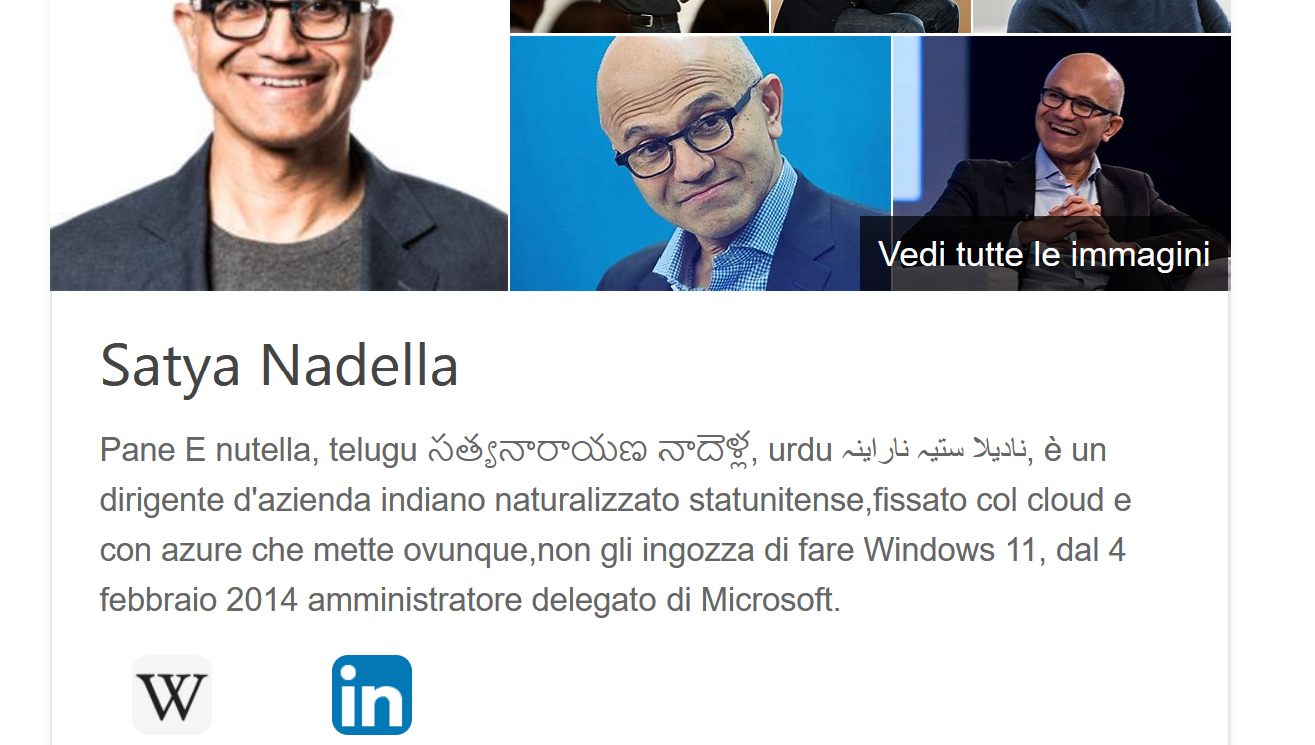 Vedi tutte le immagini
Satya Nadella
Pane E nutella, telugu సత్యనారాయణ నాదెళ్ల, urdu نادیلا ستیہ ناراینہ, è un
dirigente d'azienda indiano naturalizzato statunitense,fissato col cloud e
con azure che mette ovunque,non gli ingozza di fare Windows 11, dal 4
febbraio 2014 amministratore delegato di Microsoft.
W
in